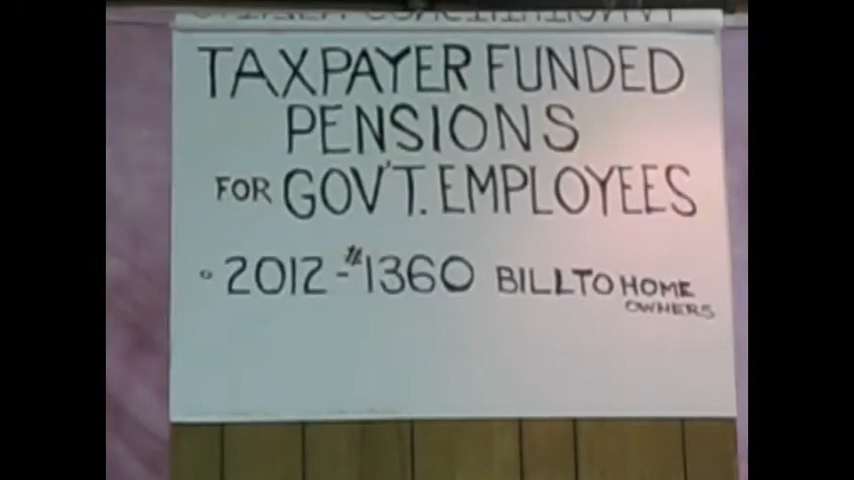 TAXPAYER FUNDED
PENSIONS
FOR GOV'T. EMPLOYEES
• 2012-$1360 BILL TO HOME
OWNERS